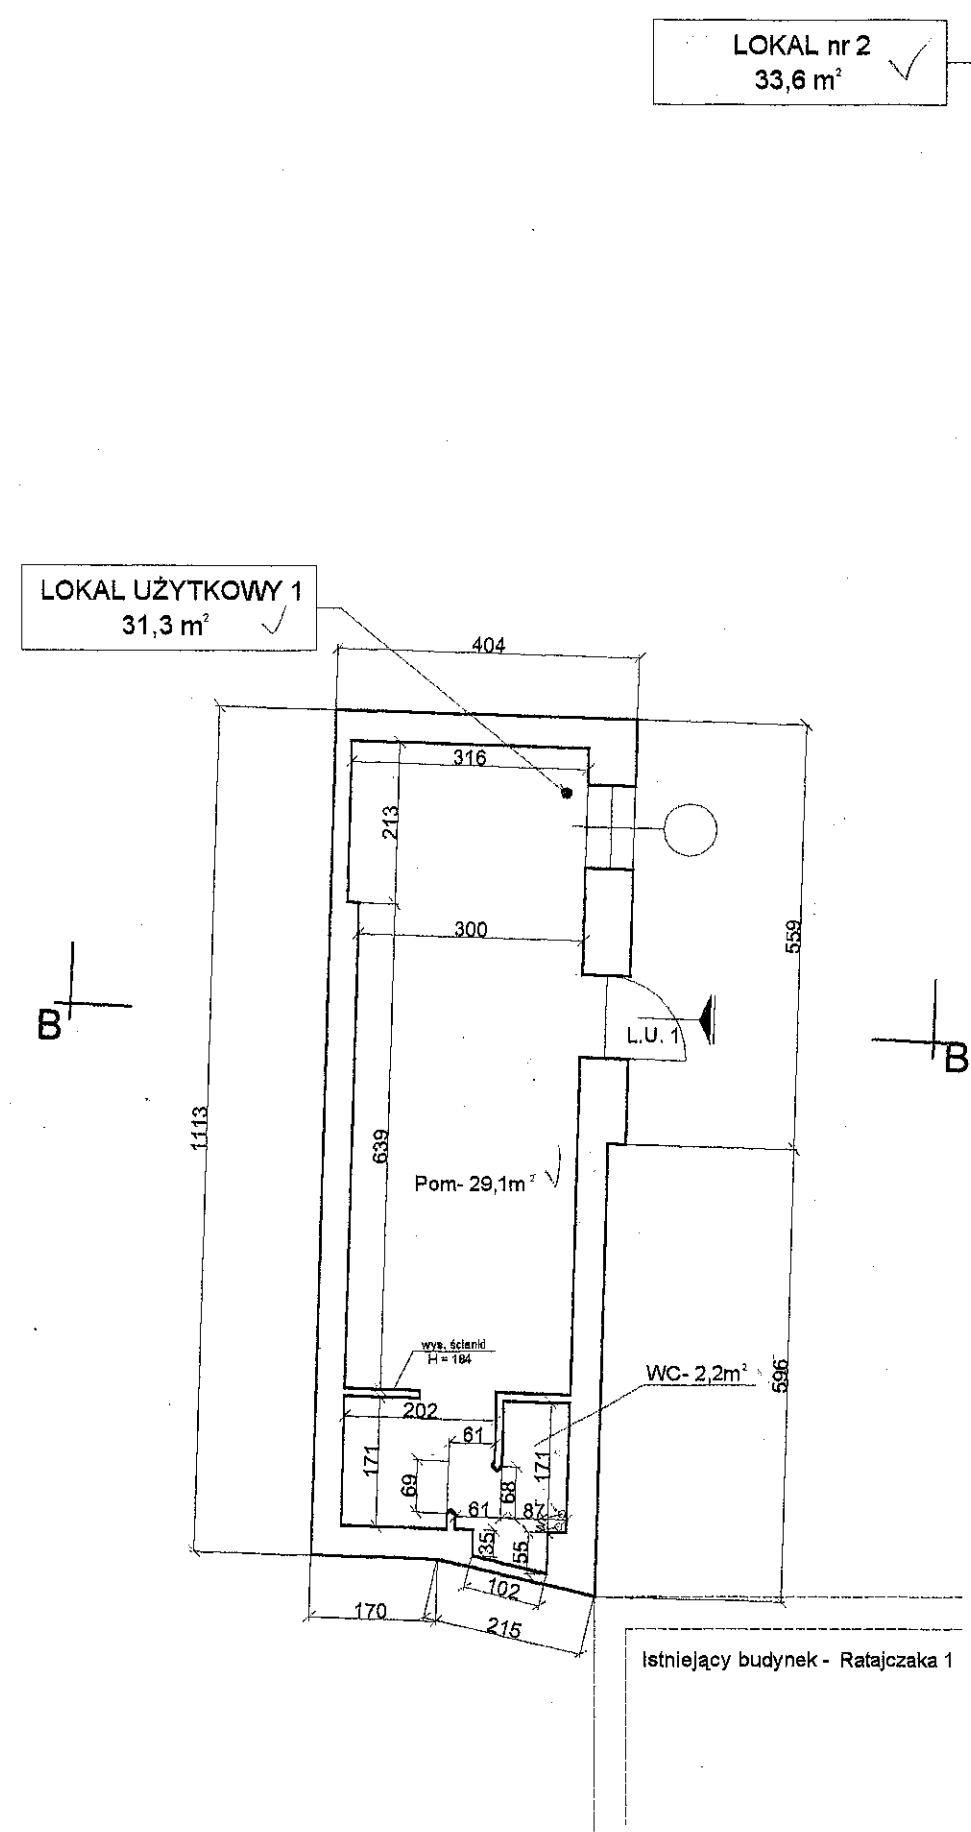 LOKAL nr 2
33,6 m²
LOKAL UŻYTKOWY 1
31,3 m²
404
316
213
300
559
B
L.U. 1
B
1113
639
Pom- 29,1m²
wys. ścianki
H = 184
WC- 2,2m²
596
202
61
171
171
69
68
61
87
35
55
102
170
215
Istniejący budynek - Ratajczaka 1